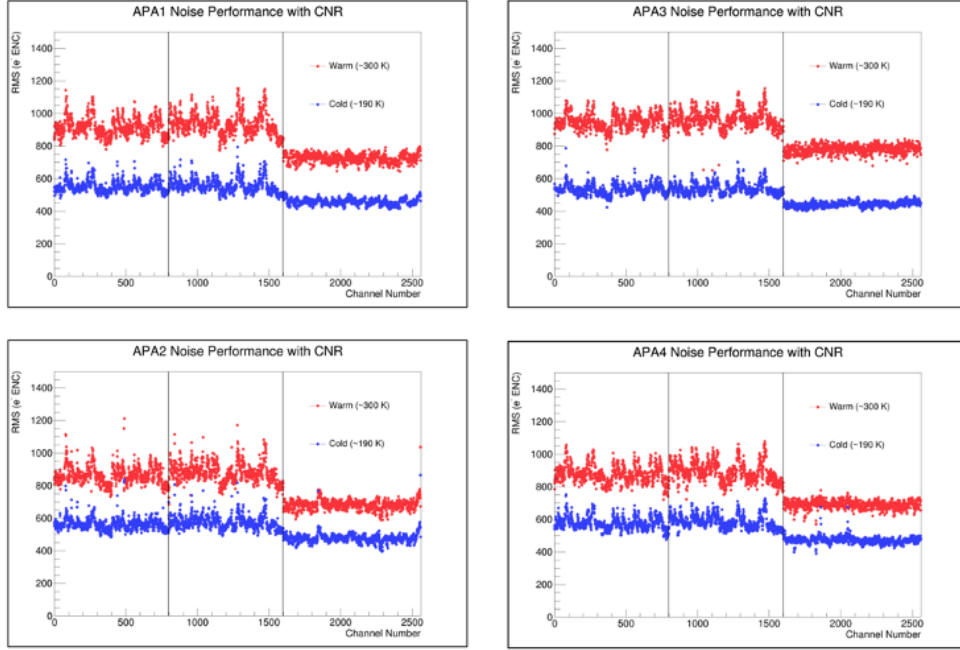 APA1 Noise Performance with CNR
RMS (e⁻ ENC)
1400
1200
1000
800
600
400
200
0
Warm (~300 K)
Cold (~190 K)
0 500 1000 1500 2000 2500
Channel Number
APA3 Noise Performance with CNR
RMS (e⁻ ENC)
1400
1200
1000
800
600
400
200
0
Warm (~300 K)
Cold (~190 K)
0 500 1000 1500 2000 2500
Channel Number
APA2 Noise Performance with CNR
RMS (e⁻ ENC)
1400
1200
1000
800
600
400
200
0
Warm (~300 K)
Cold (~190 K)
0 500 1000 1500 2000 2500
Channel Number
APA4 Noise Performance with CNR
RMS (e⁻ ENC)
1400
1200
1000
800
600
400
200
0
Warm (~300 K)
Cold (~190 K)
0 500 1000 1500 2000 2500
Channel Number